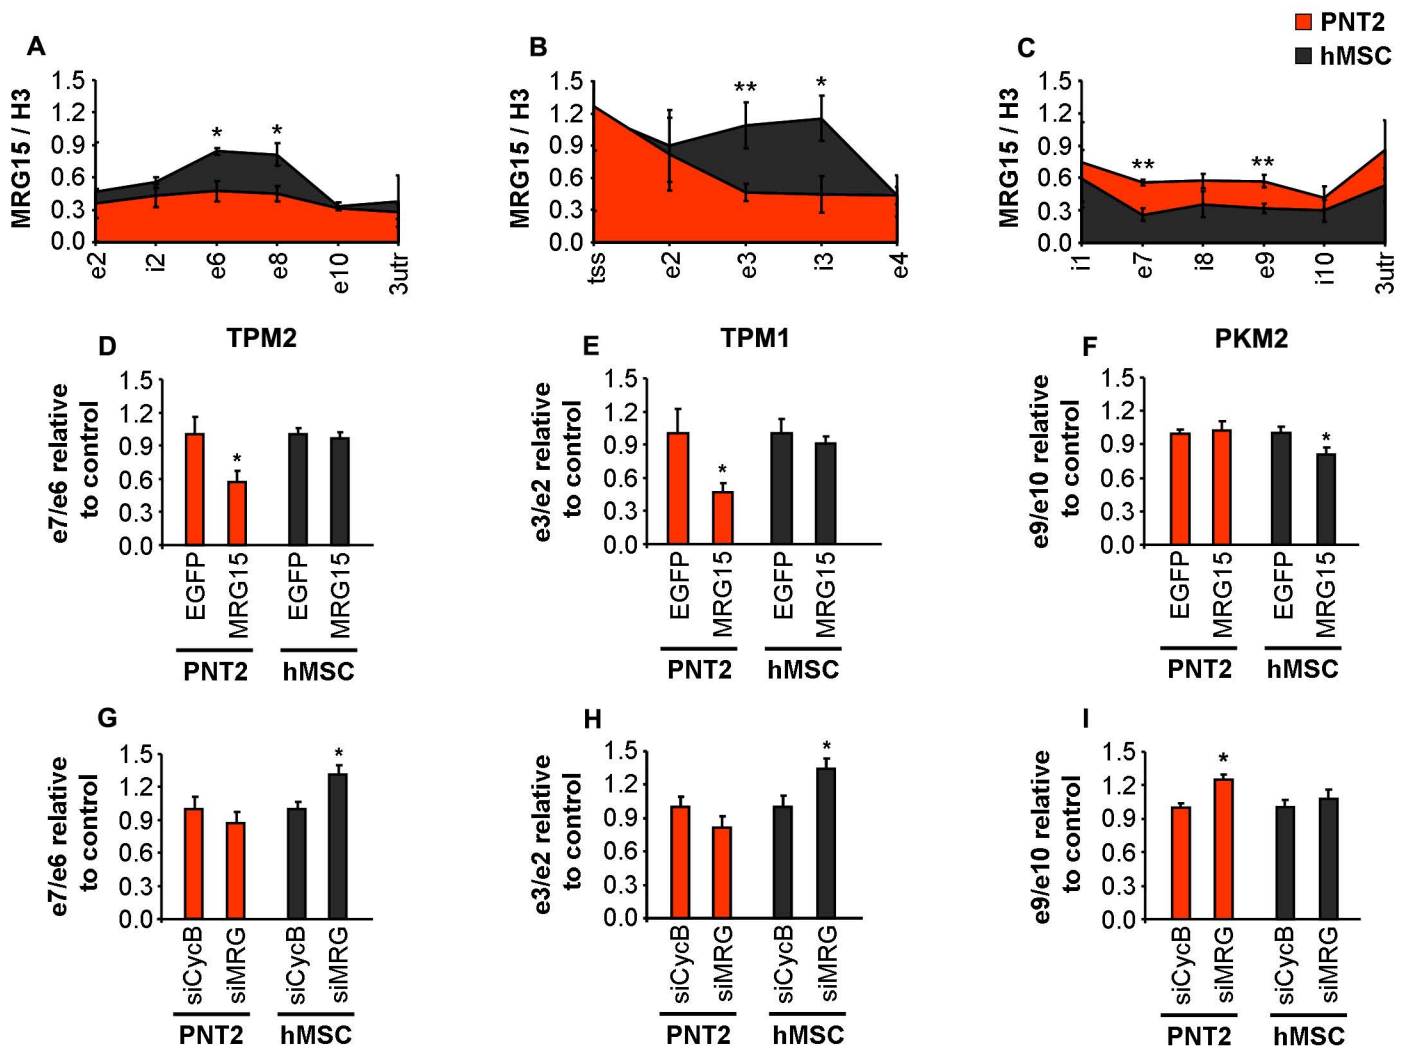 PNT2
hMSC
A
MRG15 / H3
1.5
1.2
0.9
0.6
0.3
0.0
*
*
e2
i2
e6
e8
e10
3utr
B
MRG15 / H3
1.5
1.2
0.9
0.6
0.3
0.0
**
*
tss
e2
e3
i3
e4
C
MRG15 / H3
1.5
1.2
0.9
0.6
0.3
0.0
**
**
i1
e7
i8
e9
i10
3utr
TPM2
TPM1
PKM2
D
e7/e6 relative
to control
1.5
1.2
0.9
0.6
0.3
0.0
*
EGFP
MRG15
EGFP
MRG15
PNT2
hMSC
E
e3/e2 relative
to control
1.5
1.2
0.9
0.6
0.3
0.0
*
EGFP
MRG15
EGFP
MRG15
PNT2
hMSC
F
e9/e10 relative
to control
1.5
1.2
0.9
0.6
0.3
0.0
*
EGFP
MRG15
EGFP
MRG15
PNT2
hMSC
G
e7/e6 relative
to control
1.5
1.2
0.9
0.6
0.3
0.0
*
siCycB
siMRG
siCycB
siMRG
PNT2
hMSC
H
e3/e2 relative
to control
1.5
1.2
0.9
0.6
0.3
0.0
*
siCycB
siMRG
siCycB
siMRG
PNT2
hMSC
I
e9/e10 relative
to control
1.5
1.2
0.9
0.6
0.3
0.0
*
siCycB
siMRG
siCycB
siMRG
PNT2
hMSC